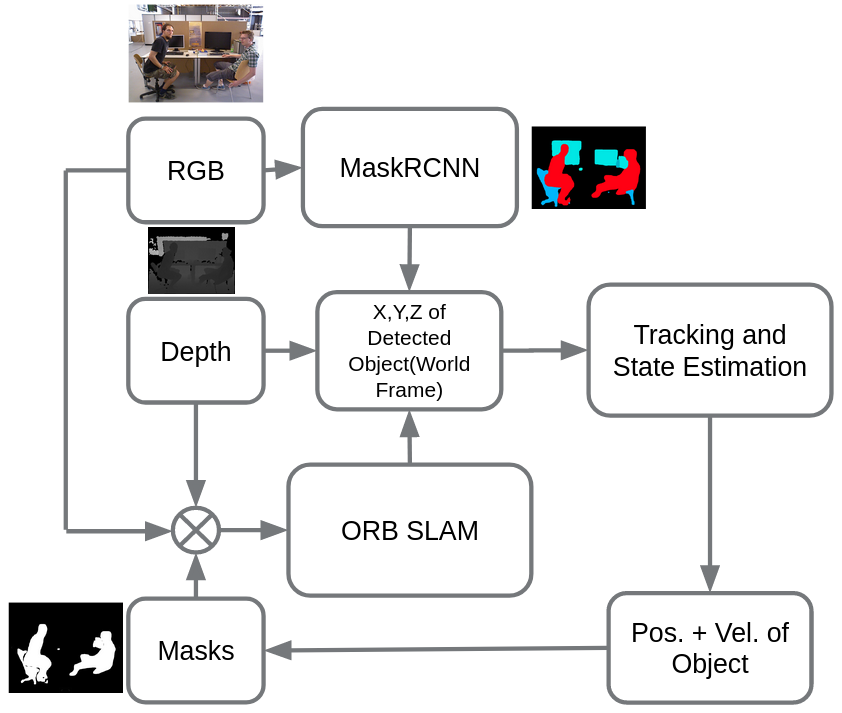 RGB
MaskRCNN
X,Y,Z of
Detected
Object(World
Frame)
Depth
Tracking and
State Estimation
ORB SLAM
Masks
Pos. + Vel. of
Object